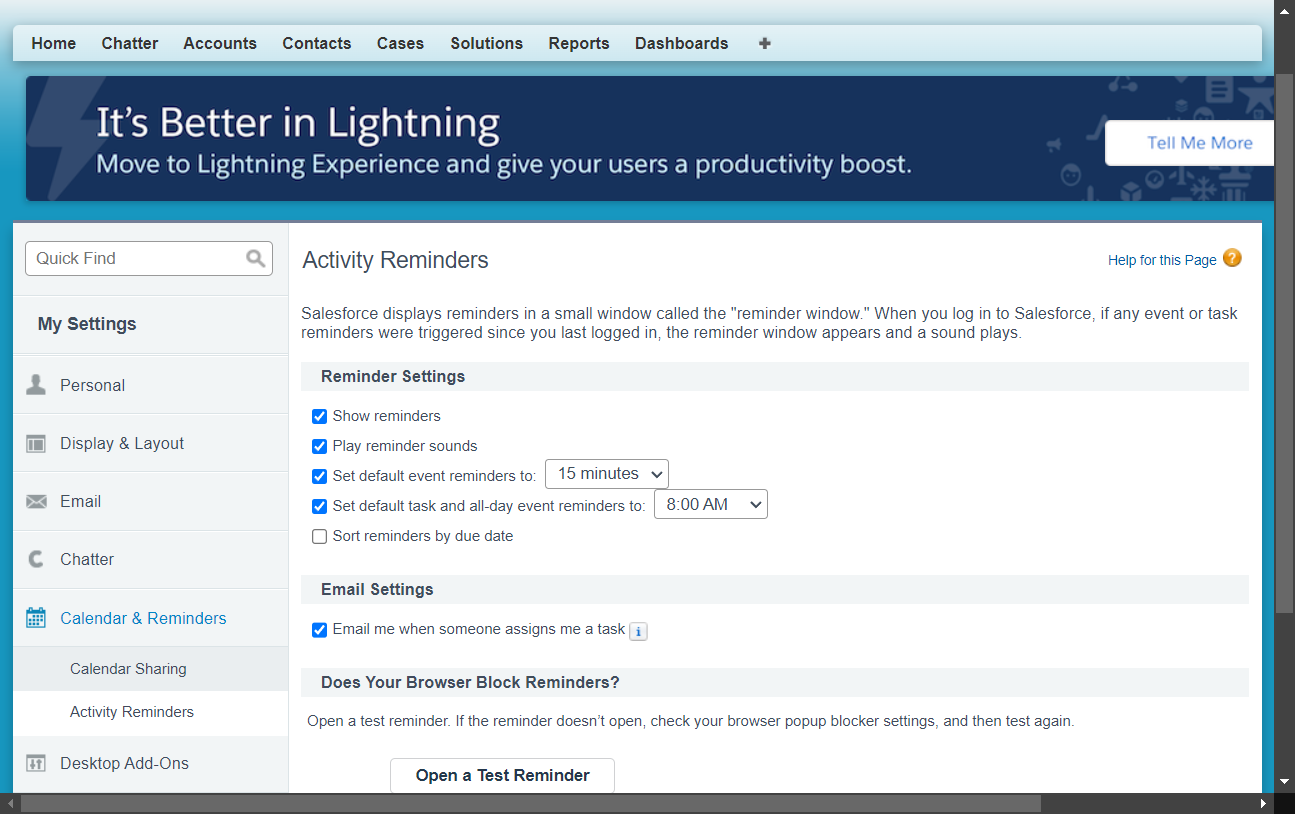 Home Chatter Accounts Contacts Cases Solutions Reports Dashboards +
It's Better in Lightning
Move to Lightning Experience and give your users a productivity boost.
Tell Me More
Quick Find
My Settings
Personal
Display & Layout
Email
Chatter
Calendar & Reminders
Calendar Sharing
Activity Reminders
Desktop Add-Ons
Activity Reminders
Help for this Page ?
Salesforce displays reminders in a small window called the "reminder window." When you log in to Salesforce, if any event or task
reminders were triggered since you last logged in, the reminder window appears and a sound plays.
Reminder Settings
Show reminders
Play reminder sounds
Set default event reminders to: 15 minutes
Set default task and all-day event reminders to: 8:00 AM
Sort reminders by due date
Email Settings
Email me when someone assigns me a task i
Does Your Browser Block Reminders?
Open a test reminder. If the reminder doesn’t open, check your browser popup blocker settings, and then test again.
Open a Test Reminder